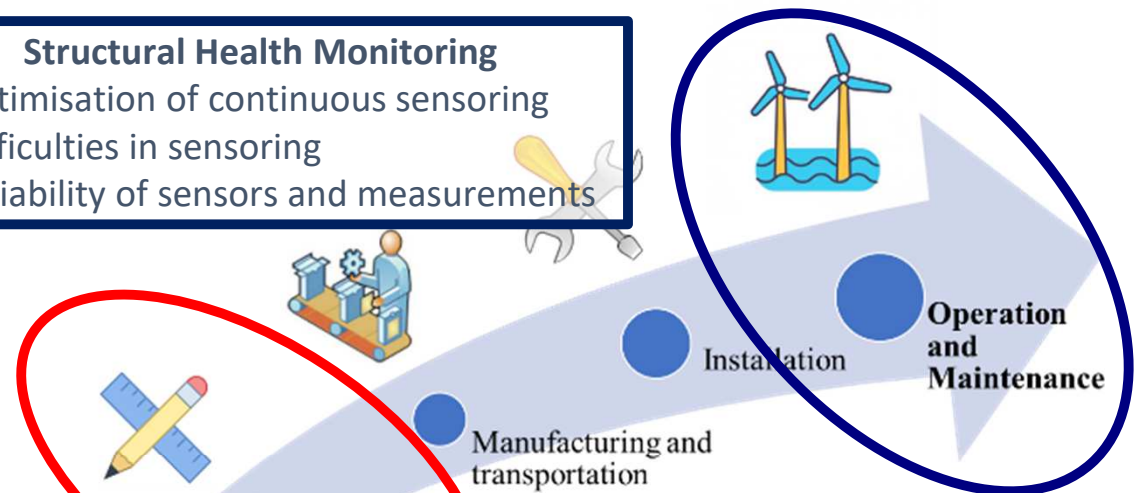 Structural Health Monitoring
timisation of continuous sensoring
ficulties in sensoring
iability of sensors and measurements
Operation
and
Maintenance
Installation
Manufacturing and
transportation